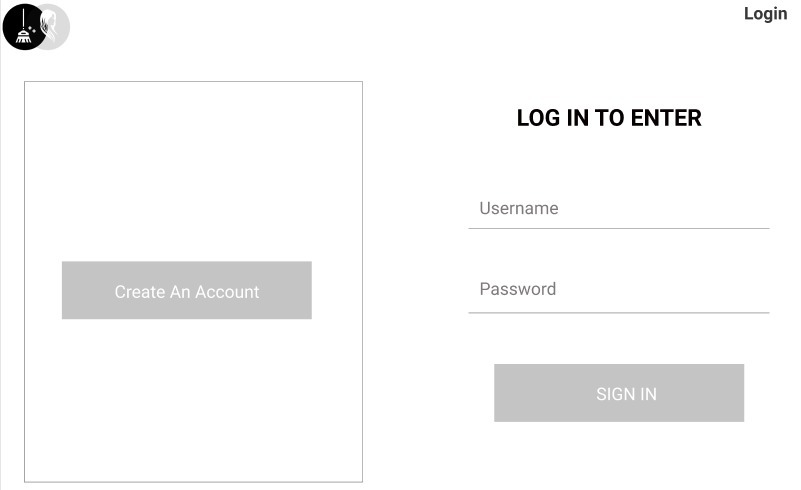 Login
LOG IN TO ENTER
Username
Password
Create An Account
SIGN IN